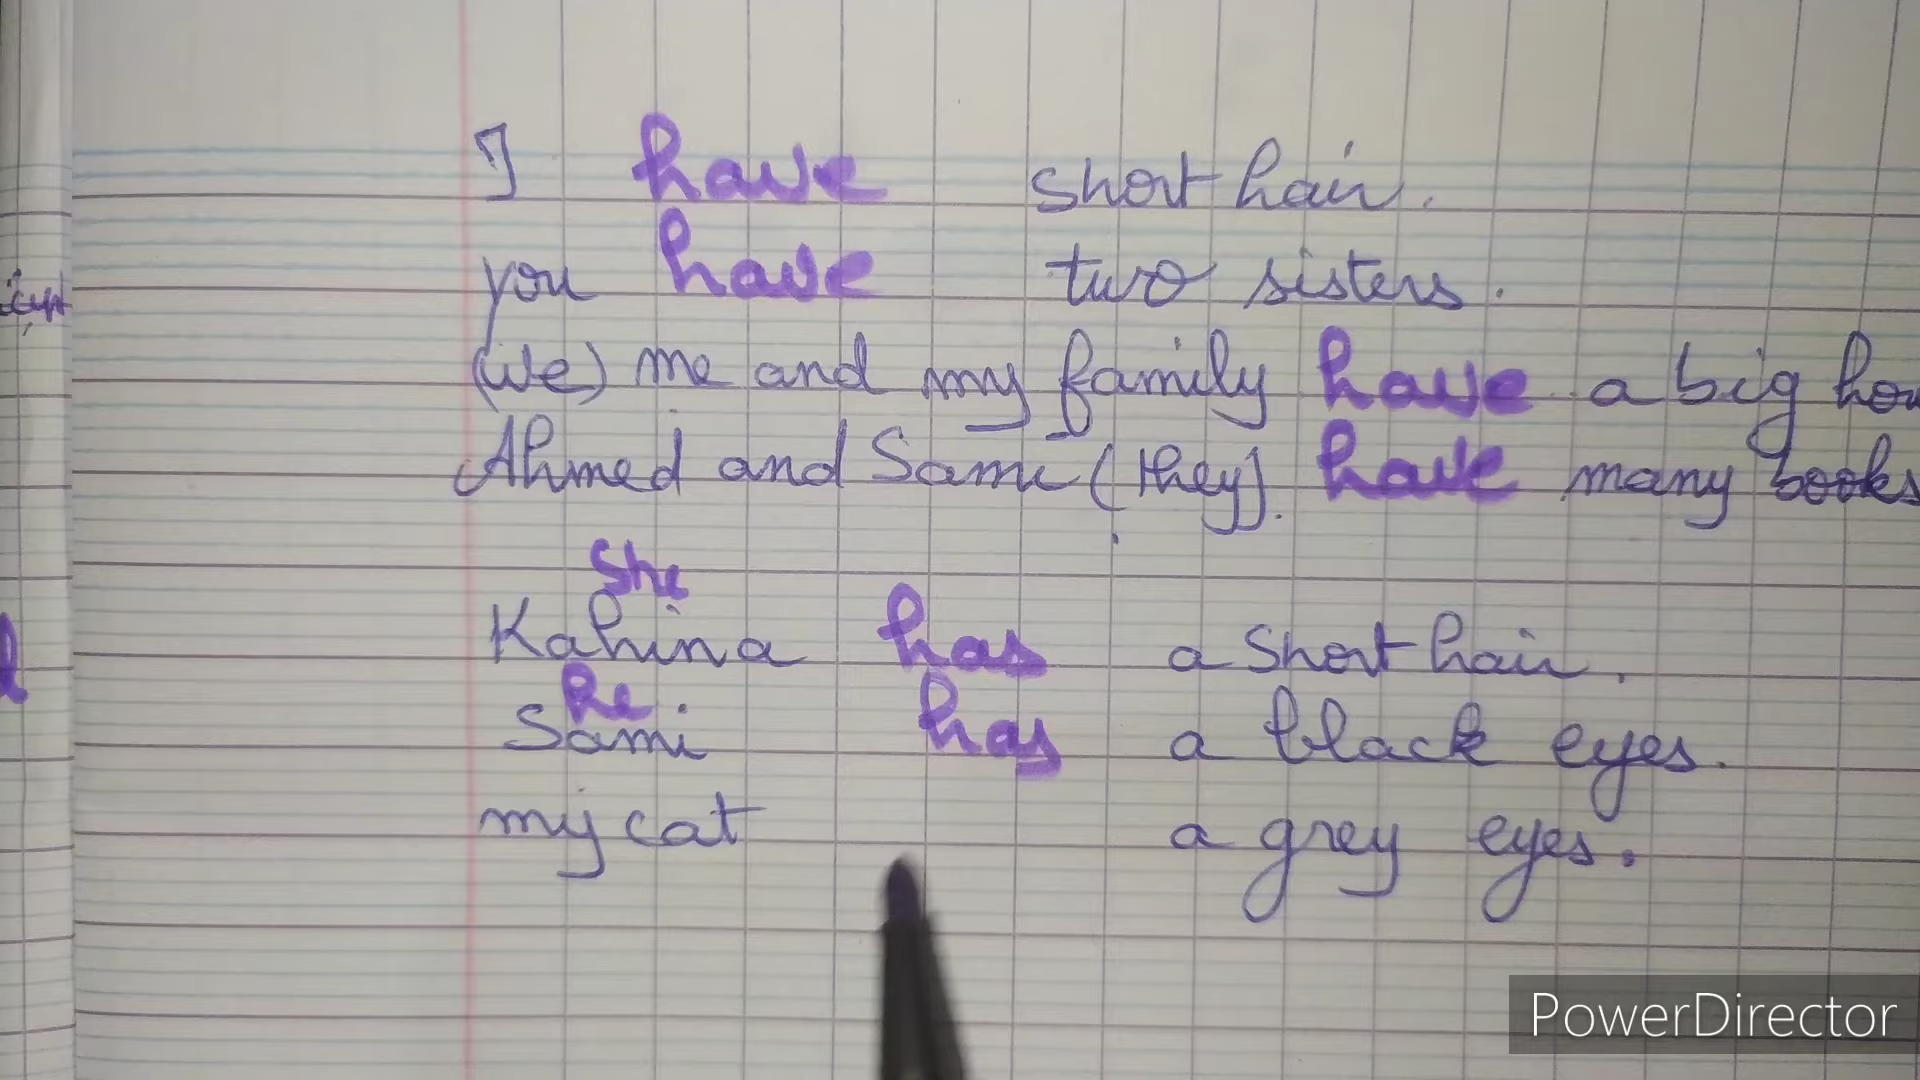 I have short hair.
you have two sisters.
(we) me and my family have a big hou
Ahmed and Sami (they). have many books
She
Kahina has a short hair.
he
Sami has a black eyes.
my cat a grey eyes.
PowerDirector